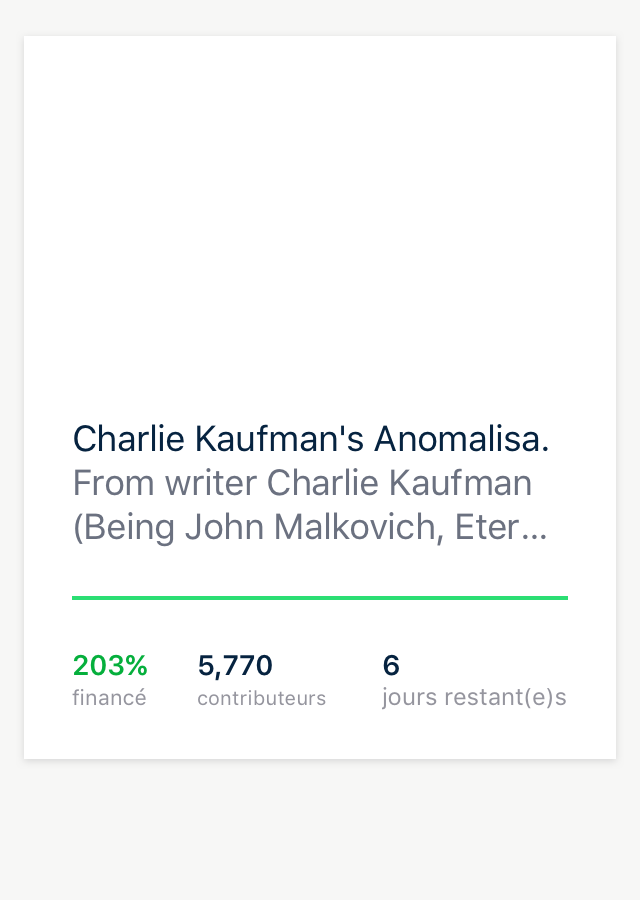 Charlie Kaufman's Anomalisa.
From writer Charlie Kaufman
(Being John Malkovich, Eter...
203% 5,770 6
financé contributeurs jours restant(e)s